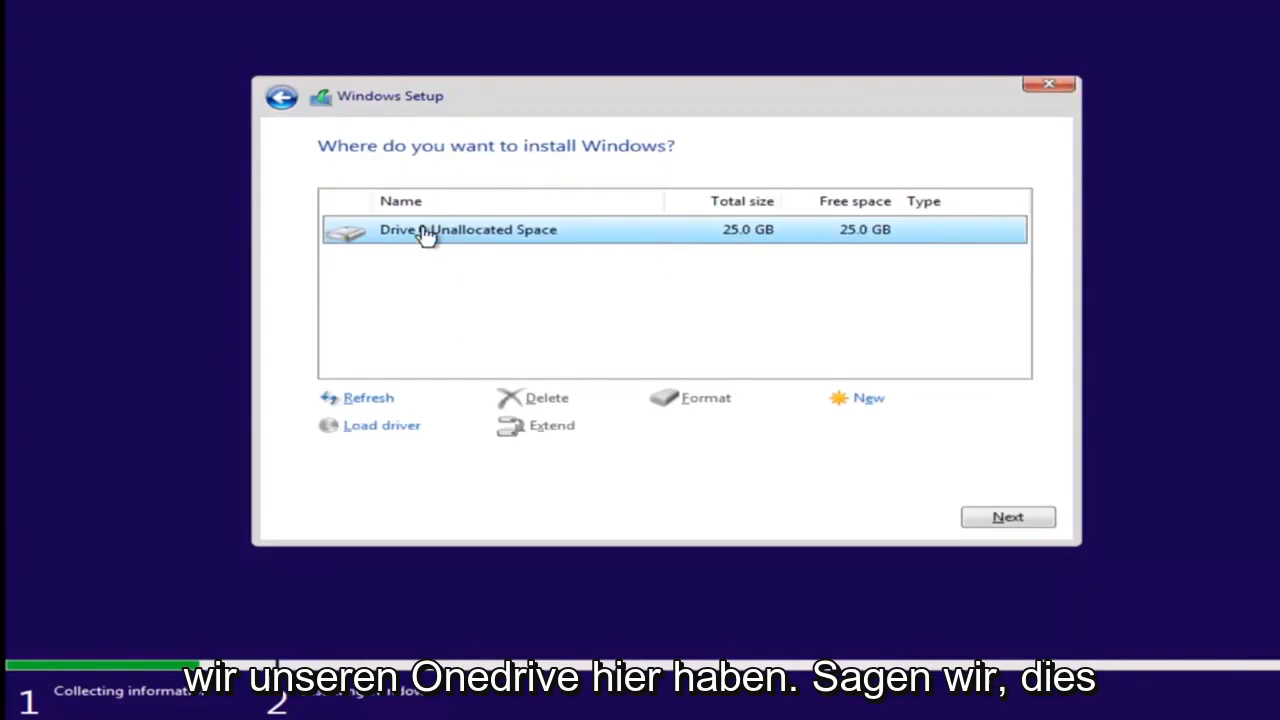 Windows Setup
Where do you want to install Windows?
Name Total size Free space Type
Drive 0 Unallocated Space 25.0 GB 25.0 GB
Refresh Delete Format New
Load driver Extend
Next
wir unseren Onedrive hier haben. Sagen wir, dies
1 Collecting 2